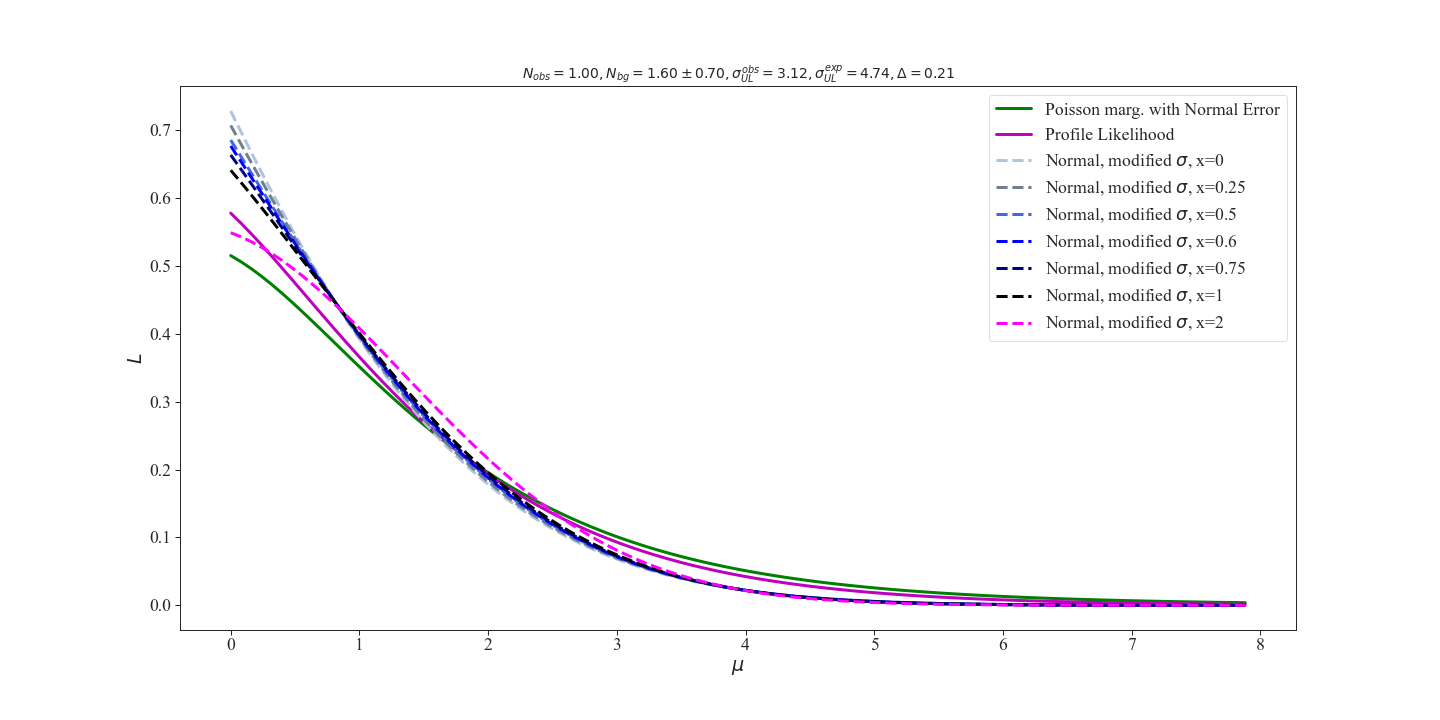 N_obs = 1.00, N_bg = 1.60 ± 0.70, σ_UL^obs = 3.12, σ_UL^exp = 4.74, Δ = 0.21
Poisson marg. with Normal Error
Profile Likelihood
Normal, modified σ, x=0
Normal, modified σ, x=0.25
Normal, modified σ, x=0.5
Normal, modified σ, x=0.6
Normal, modified σ, x=0.75
Normal, modified σ, x=1
Normal, modified σ, x=2
0.7
0.6
0.5
0.4
0.3
0.2
0.1
0.0
L
0 1 2 3 4 5 6 7 8
μ